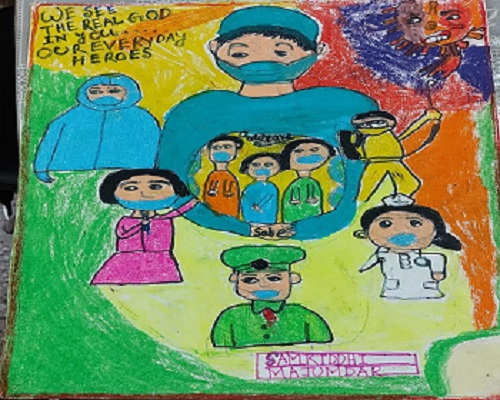 WE SEE
THE REAL GOD
IN YOU....
OUR EVERYDAY
HEROES
SAMRIDDHI
MAJUMDAR